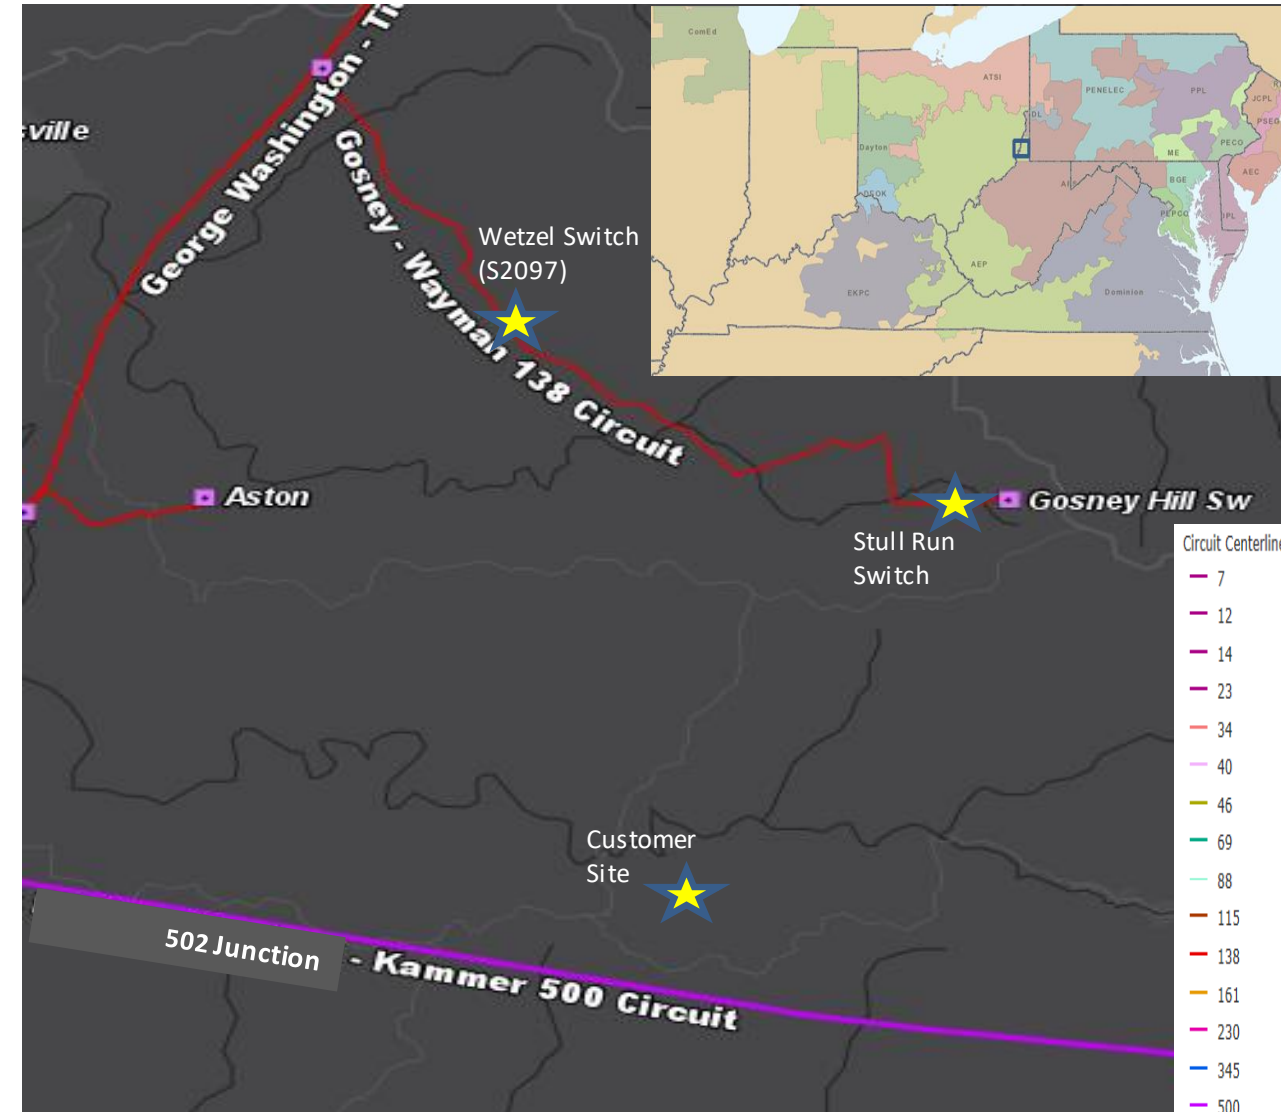 George Washington - Ti
sville
Gosney - Wayman 138 Circuit
Wetzel Switch
(S2097)
Aston
Gosney Hill Sw
Stull Run
Switch
Customer
Site
502 Junction
- Kammer 500 Circuit
ComEd
ATSI
PENELEC
PPL
JCPL
PSEG
DL
Dayton
ME
PECO
AEC
BGE
DEOK
PEPCO
DPL
AEP
EKPC
Dominion
Circuit Centerline
7
12
14
23
34
40
46
69
88
115
138
161
230
345
500